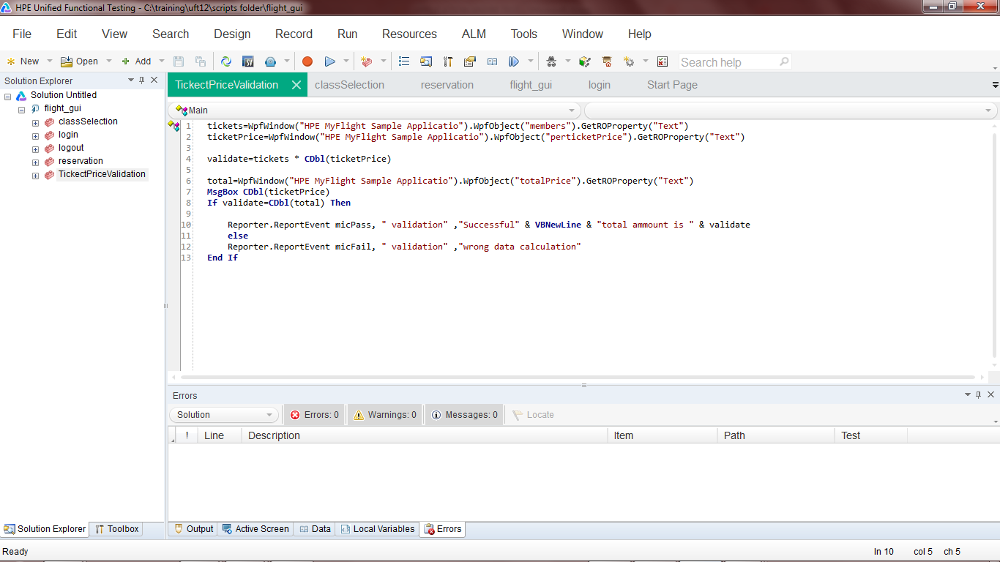 HPE Unified Functional Testing - C:\training\uft12\scripts folder\flight_gui
File Edit View Search Design Record Run Resources ALM Tools Window Help
New Open Add Search help
Solution Explorer
Solution Untitled
flight_gui
classSelection
login
logout
reservation
TickectPriceValidation
TickectPriceValidation classSelection reservation flight_gui login Start Page
Main
1 tickets=WpfWindow("HPE MyFlight Sample Applicatio").WpfObject("members").GetROProperty("Text")
2 ticketPrice=WpfWindow("HPE MyFlight Sample Applicatio").WpfObject("perticketPrice").GetROProperty("Text")
3
4 validate=tickets * CDbl(ticketPrice)
5
6 total=WpfWindow("HPE MyFlight Sample Applicatio").WpfObject("totalPrice").GetROProperty("Text")
7 MsgBox CDbl(ticketPrice)
8 If validate=CDbl(total) Then
9
10 Reporter.ReportEvent micPass, " validation" ,"Successful" & VBNewLine & "total ammount is " & validate
11 else
12 Reporter.ReportEvent micFail, " validation" ,"wrong data calculation"
13 End If
Errors
Solution Errors: 0 Warnings: 0 Messages: 0 Locate
! Line Description Item Path Test
Solution Explorer Toolbox Output Active Screen Data Local Variables Errors
Ready ln 10 col 5 ch 5